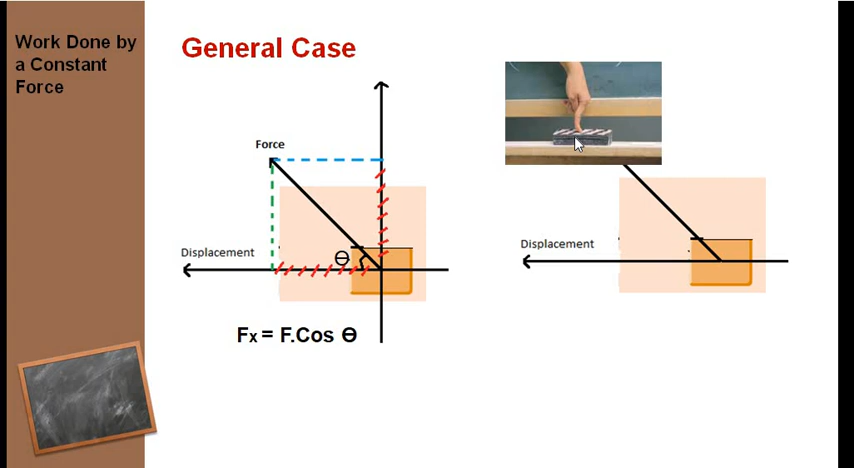 Work Done by
a Constant
Force
General Case
Force
Displacement
Ө
Fx = F.Cos Ө
Displacement